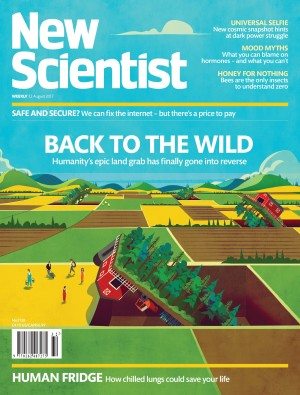 UNIVERSAL SELFIE
New cosmic snapshot hints
at dark power struggle
MOOD MYTHS
What you can blame on
hormones – and what you can't
HONEY FOR NOTHING
Bees are the only insects
to understand zero
New
Scientist
WEEKLY 12 August 2017
SAFE AND SECURE? We can fix the internet – but there's a price to pay
BACK TO THE WILD
Humanity's epic land grab has finally gone into reverse
HUMAN FRIDGE How chilled lungs could save your life